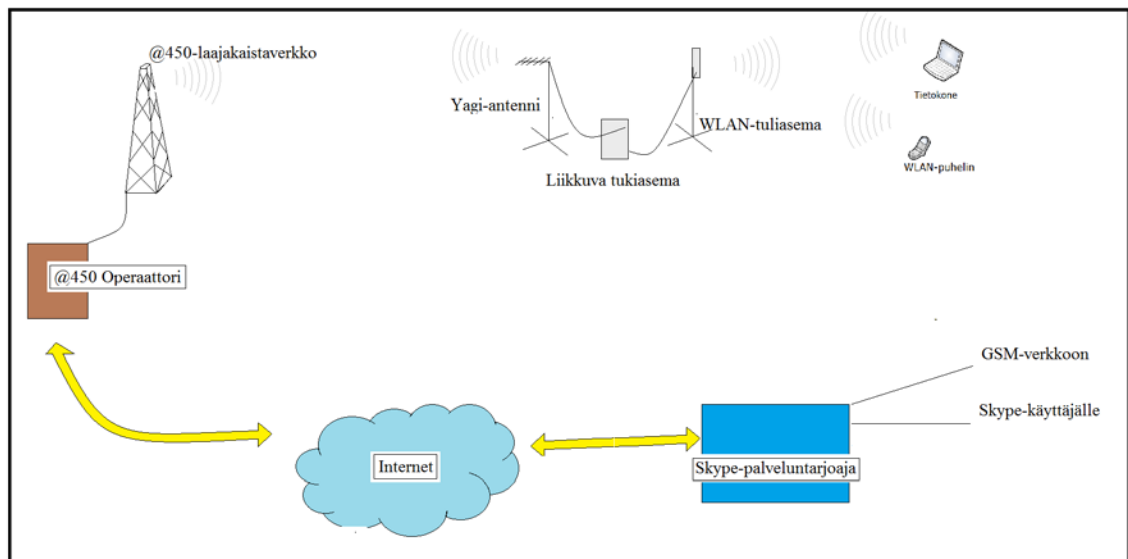 @450-laajakaistaverkko
Yagi-antenni
WLAN-tuliasema
Liikkuva tukiasema
Tietokone
WLAN-puhelin
@450 Operaattori
GSM-verkkoon
Skype-käyttäjälle
Internet
Skype-palveluntarjoaja